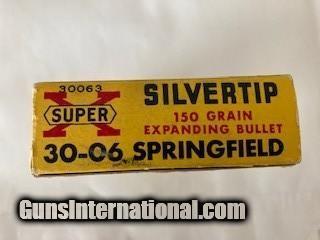 30063
X
SUPER
SILVERTIP
150 GRAIN
EXPANDING BULLET
30-06 SPRINGFIELD
GunsInternational.com